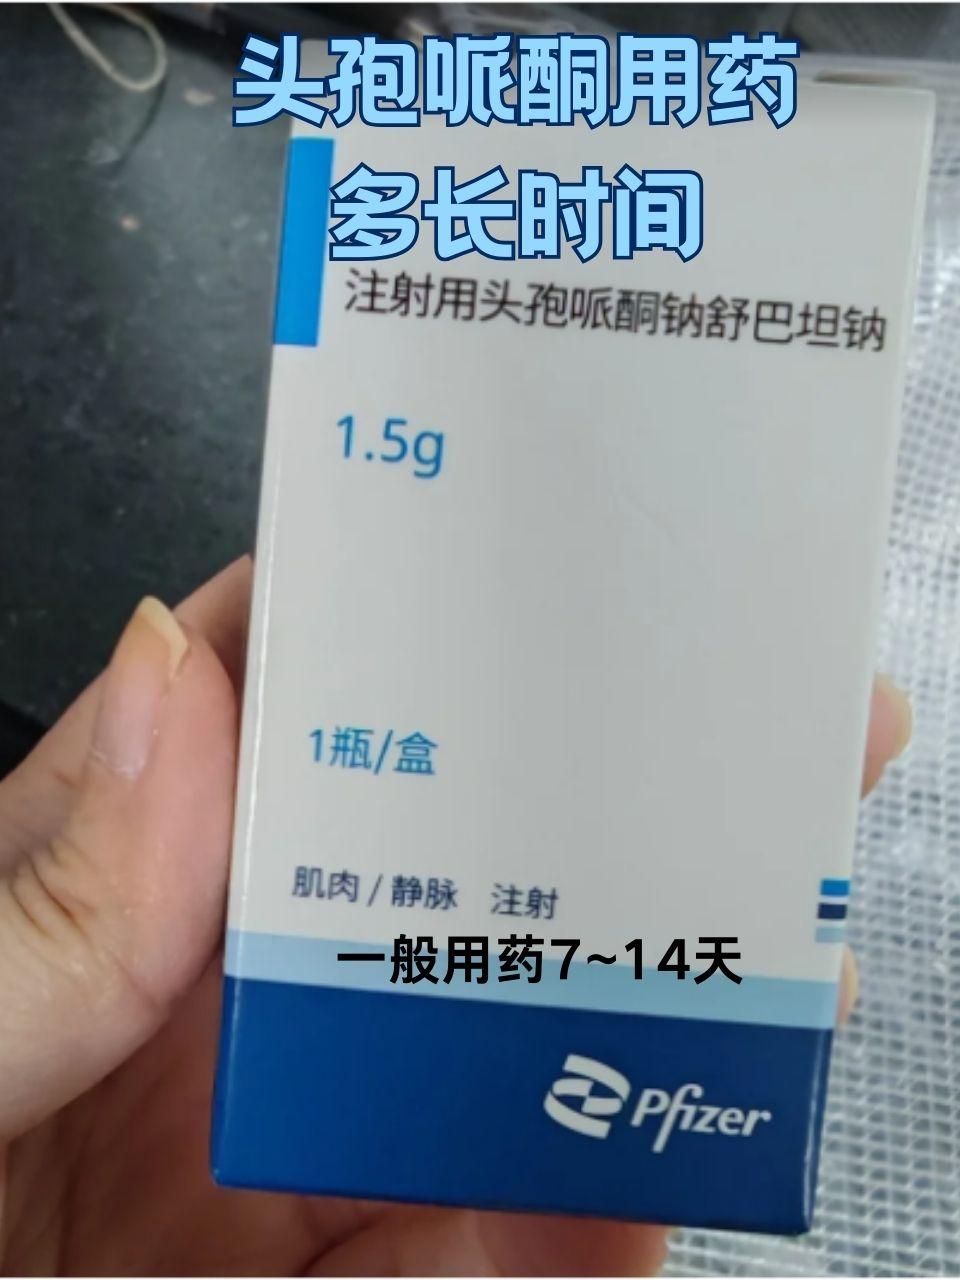 头孢哌酮用药
多长时间
注射用头孢哌酮钠舒巴坦钠
1.5g
1瓶/盒
肌肉/静脉 注射
一般用药7~14天
Pfizer